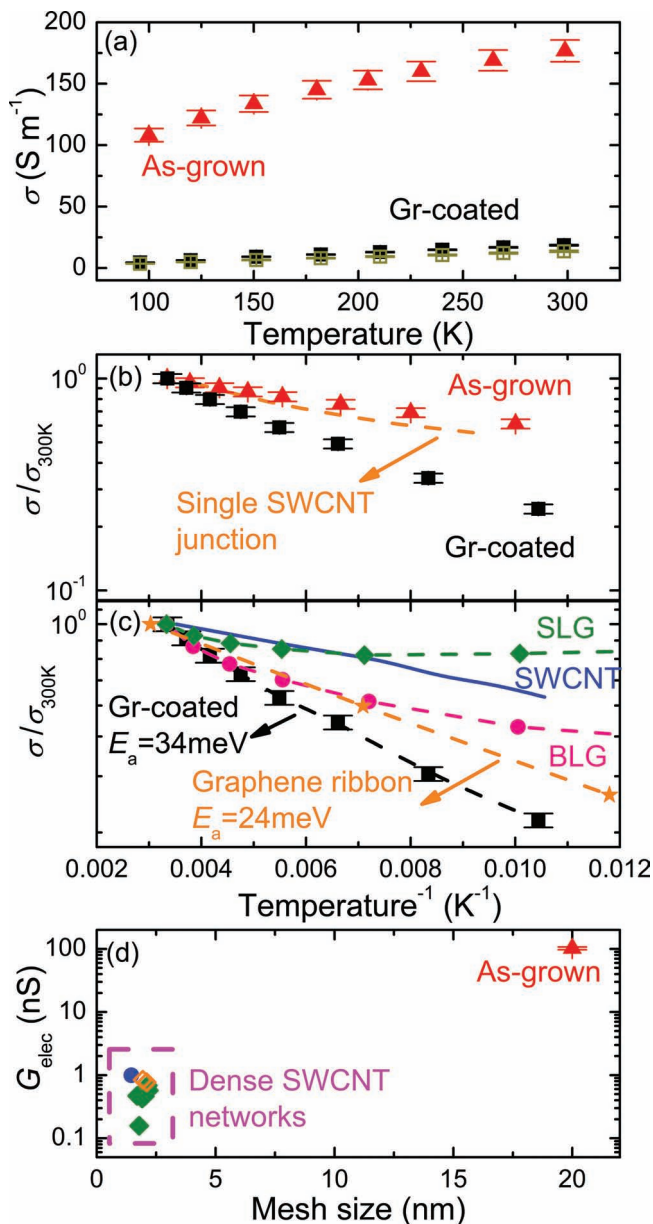 (a)
200
150
100
50
0
σ (S m⁻¹)
As-grown
Gr-coated
100 150 200 250 300
Temperature (K)
(b)
10⁰
10⁻¹
σ/σ300K
As-grown
Single SWCNT
junction
Gr-coated
(c)
10⁰
σ/σ300K
SLG
SWCNT
BLG
Gr-coated
Ea=34meV
Graphene ribbon
Ea=24meV
0.002 0.004 0.006 0.008 0.010 0.012
Temperature⁻¹ (K⁻¹)
(d)
100
10
1
0.1
Gelec (nS)
As-grown
Dense SWCNT
networks
0 5 10 15 20
Mesh size (nm)